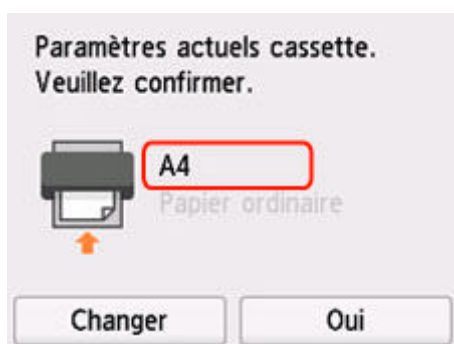 Paramètres actuels cassette.
Veuillez confirmer.
A4
Papier ordinaire
Changer
Oui